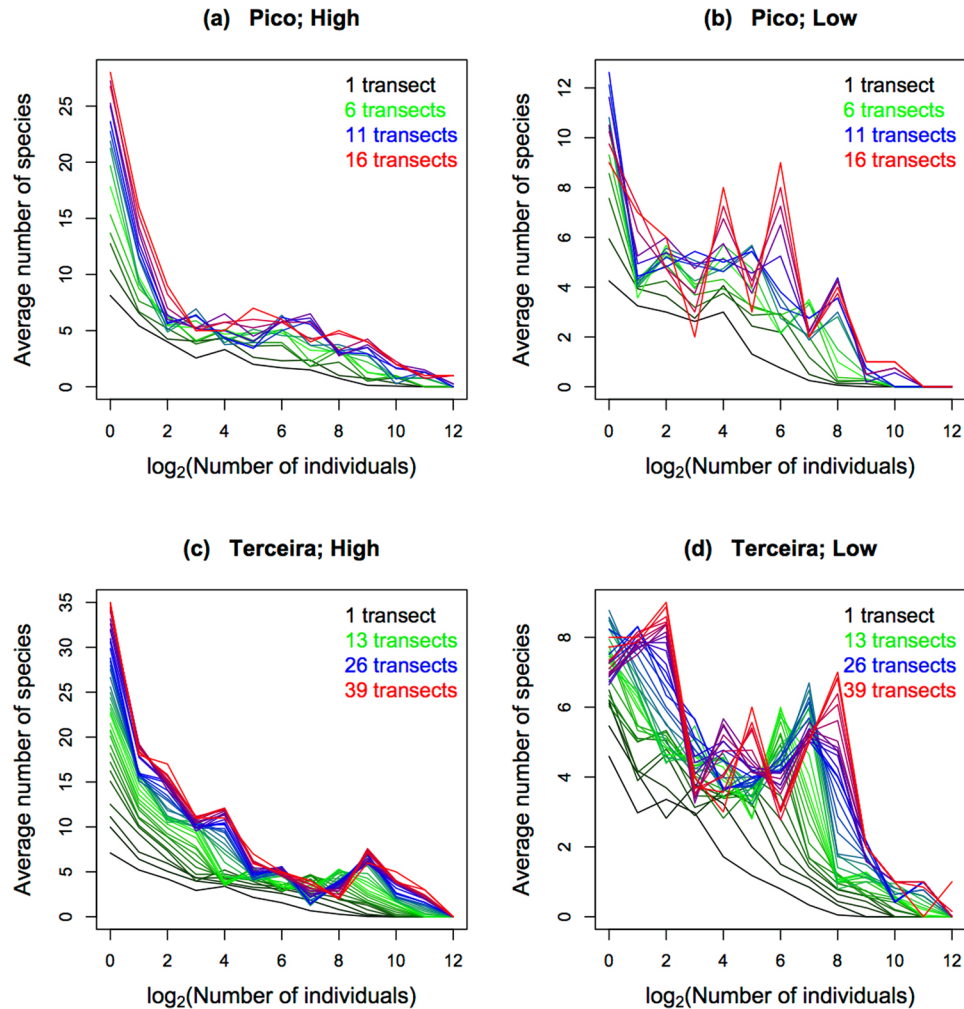 (a) Pico; High
Average number of species
25
20
15
10
5
0
1 transect
6 transects
11 transects
16 transects
0 2 4 6 8 10 12
log2(Number of individuals)
(b) Pico; Low
Average number of species
12
10
8
6
4
2
0
1 transect
6 transects
11 transects
16 transects
0 2 4 6 8 10 12
log2(Number of individuals)
(c) Terceira; High
Average number of species
35
30
25
20
15
10
5
0
1 transect
13 transects
26 transects
39 transects
0 2 4 6 8 10 12
log2(Number of individuals)
(d) Terceira; Low
Average number of species
8
6
4
2
0
1 transect
13 transects
26 transects
39 transects
0 2 4 6 8 10 12
log2(Number of individuals)